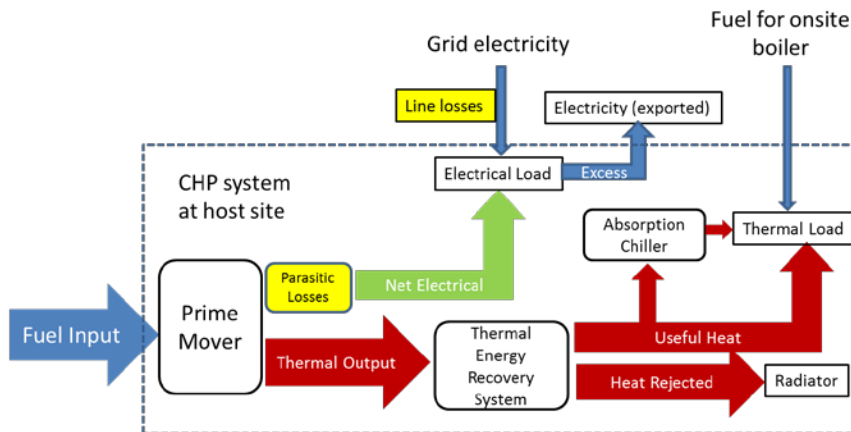 Grid electricity
Fuel for onsite
boiler
Line losses
Electricity (exported)
CHP system
at host site
Electrical Load
Excess
Absorption
Chiller
Thermal Load
Parasitic
Losses
Net Electrical
Fuel Input
Prime
Mover
Thermal Output
Thermal
Energy
Recovery
System
Useful Heat
Heat Rejected
Radiator